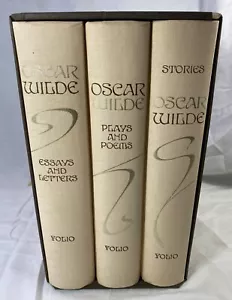 OSCAR
WILDE
ESSAYS
AND
LETTERS
FOLIO
OSCAR
WILDE
PLAYS
AND
POEMS
FOLIO
STORIES
OSCAR
WILDE
FOLIO